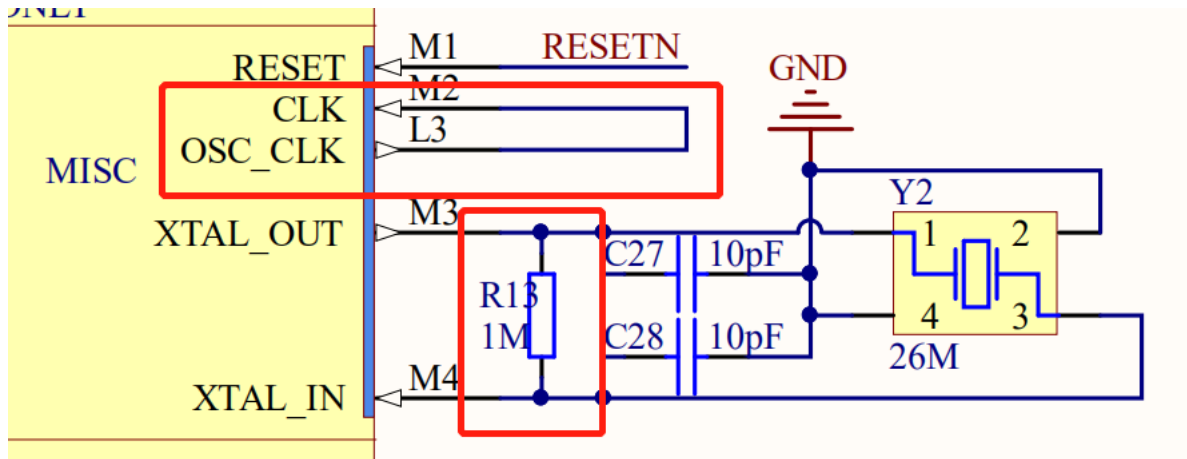 RESET
M1
RESETN
GND
CLK
M2
OSC_CLK
L3
MISC
Y2
XTAL_OUT
M3
1
2
C27
10pF
R13
1M
C28
10pF
4
3
26M
XTAL_IN
M4